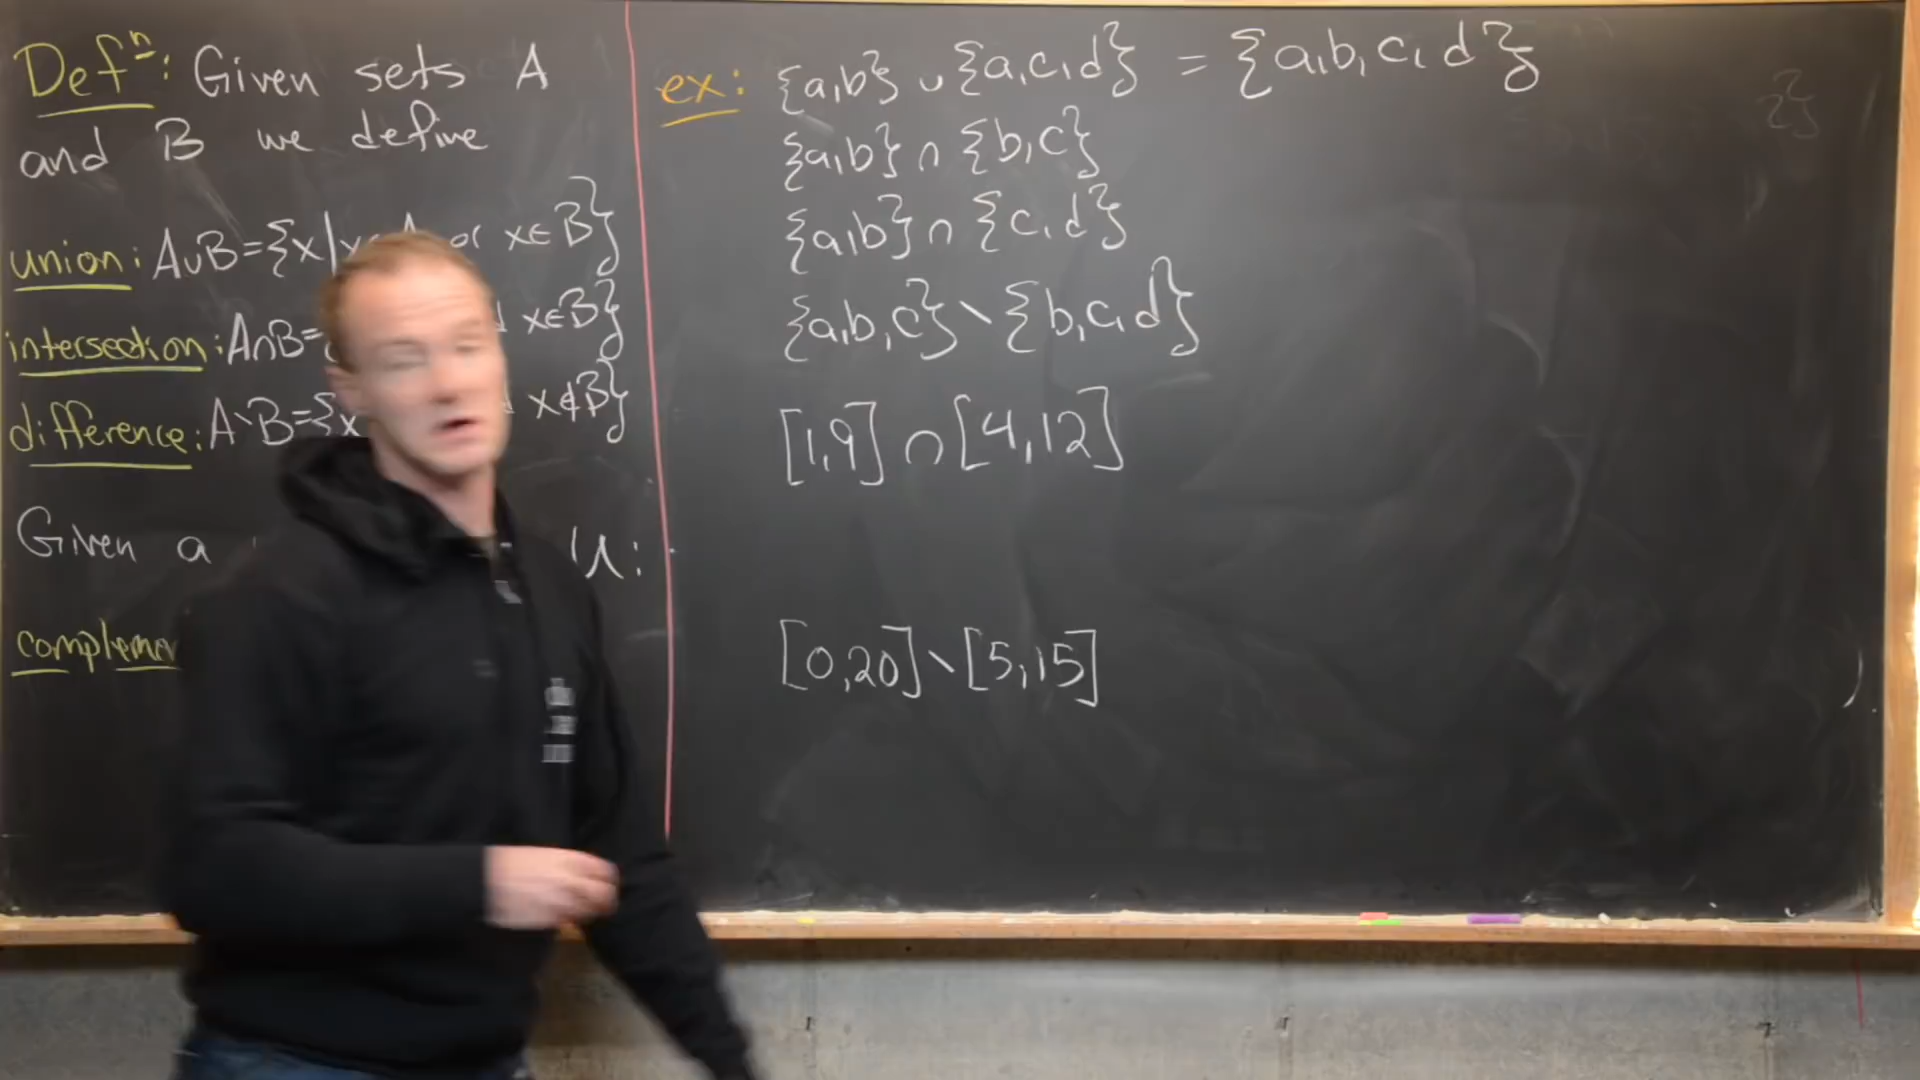 Defⁿ: Given sets A
and B we define
union: A∪B={x| or x∈B}
intersection: A∩B= x∈B}
difference: A∖B={x x∉B}
Given a U:
ex: {a,b} ∪ {a,c,d} = {a,b,c,d}
{a,b} ∩ {b,c}
{a,b} ∩ {c,d}
{a,b,c} ∖ {b,c,d}
[1,9] ∩ [4,12]
[0,20] ∖ [5,15]